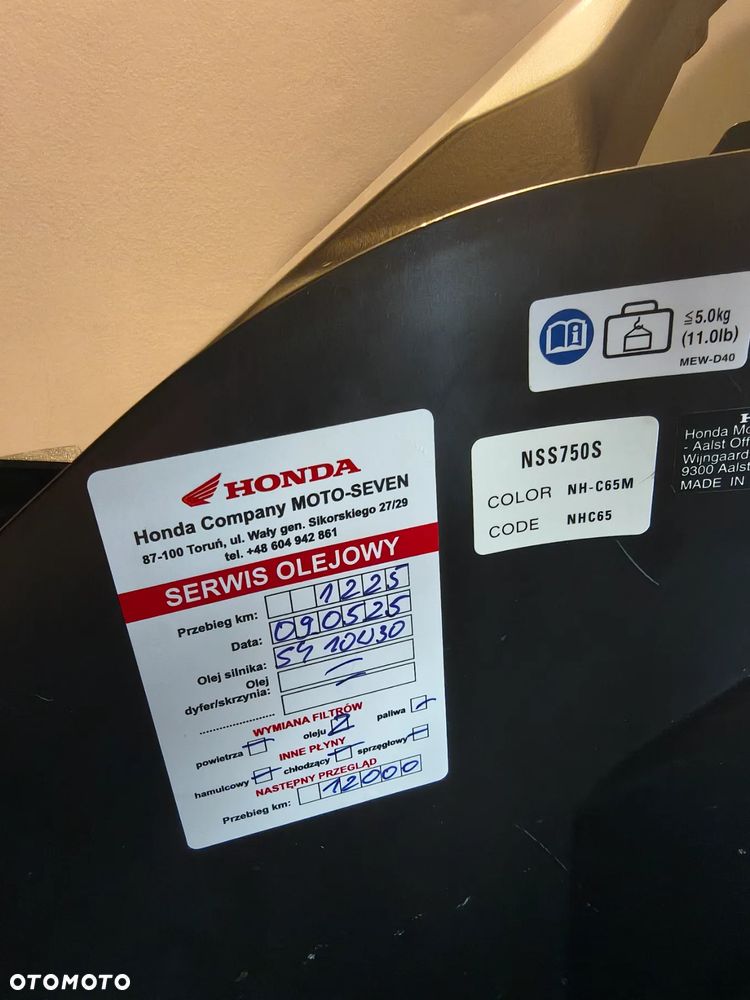 ≦5.0kg
(11.0lb)
MEW-D40
NSS750S
COLOR NH-C65M
CODE NHC65
Honda Mo
- Aalst Off
Wijngaard
9300 Aalst
MADE IN
HONDA
Honda Company MOTO-SEVEN
87-100 Toruń, ul. Wały gen. Sikorskiego 27/29
tel. +48 604 942 861
SERWIS OLEJOWY
Przebieg km: 1225
Data: 090525
Olej silnika: 5Y 10W30
Olej
dyfer/skrzynia:
WYMIANA FILTRÓW
powietrza oleju paliwa
INNE PŁYNY
hamulcowy chłodzący sprzęgłowy
NASTĘPNY PRZEGLĄD
Przebieg km: 12000
OTOMOTO